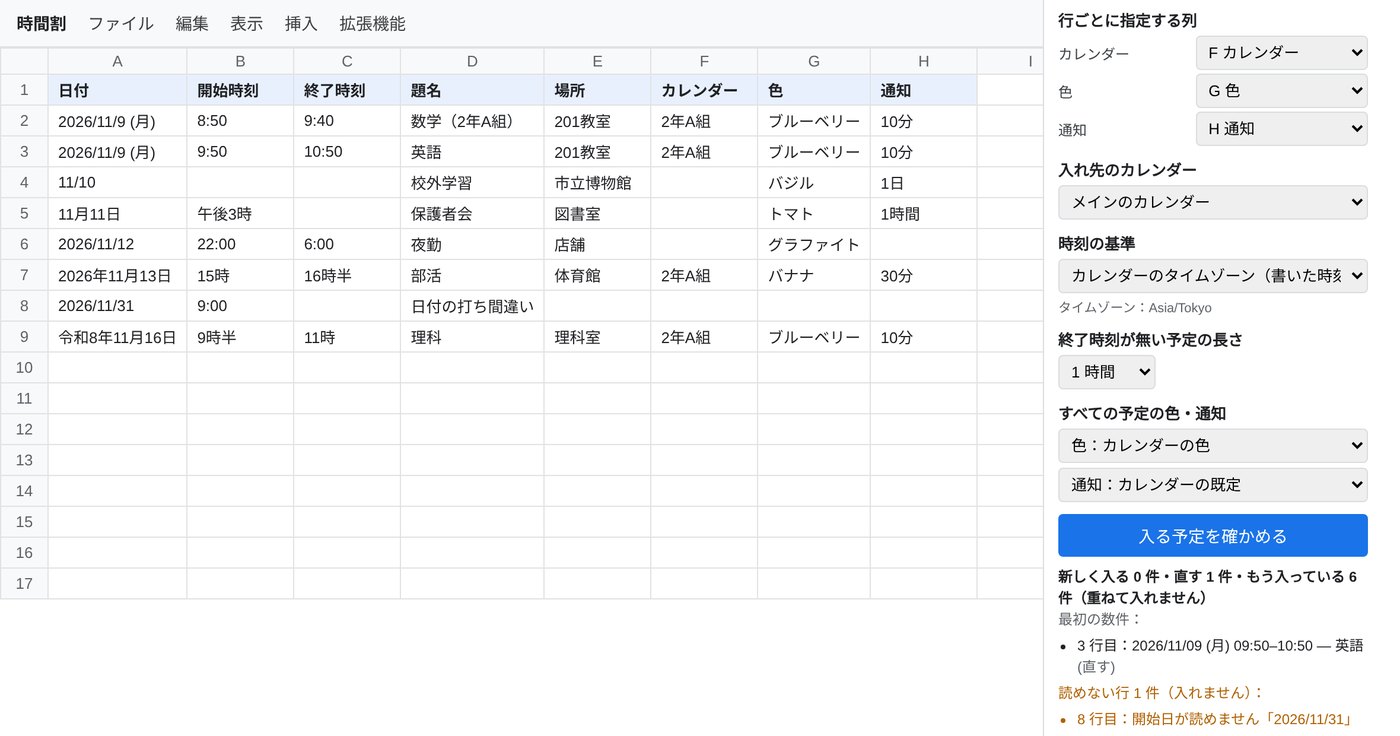 時間割 ファイル 編集 表示 挿入 拡張機能
A B C D E F G H I
1 日付 開始時刻 終了時刻 題名 場所 カレンダー 色 通知
2 2026/11/9 (月) 8:50 9:40 数学（2年A組） 201教室 2年A組 ブルーベリー 10分
3 2026/11/9 (月) 9:50 10:50 英語 201教室 2年A組 ブルーベリー 10分
4 11/10 校外学習 市立博物館 バジル 1日
5 11月11日 午後3時 保護者会 図書室 トマト 1時間
6 2026/11/12 22:00 6:00 夜勤 店舗 グラファイト
7 2026年11月13日 15時 16時半 部活 体育館 2年A組 バナナ 30分
8 2026/11/31 9:00 日付の打ち間違い
9 令和8年11月16日 9時半 11時 理科 理科室 2年A組 ブルーベリー 10分
10
11
12
13
14
15
16
17
行ごとに指定する列
カレンダー F カレンダー
色 G 色
通知 H 通知
入れ先のカレンダー
メインのカレンダー
時刻の基準
カレンダーのタイムゾーン（書いた時刻
タイムゾーン：Asia/Tokyo
終了時刻が無い予定の長さ
1 時間
すべての予定の色・通知
色：カレンダーの色
通知：カレンダーの既定
入る予定を確かめる
新しく入る 0 件・直す 1 件・もう入っている 6
件（重ねて入れません）
最初の数件：
• 3 行目：2026/11/09 (月) 09:50–10:50 — 英語
(直す)
読めない行 1 件（入れません）：
• 8 行目：開始日が読めません「2026/11/31」